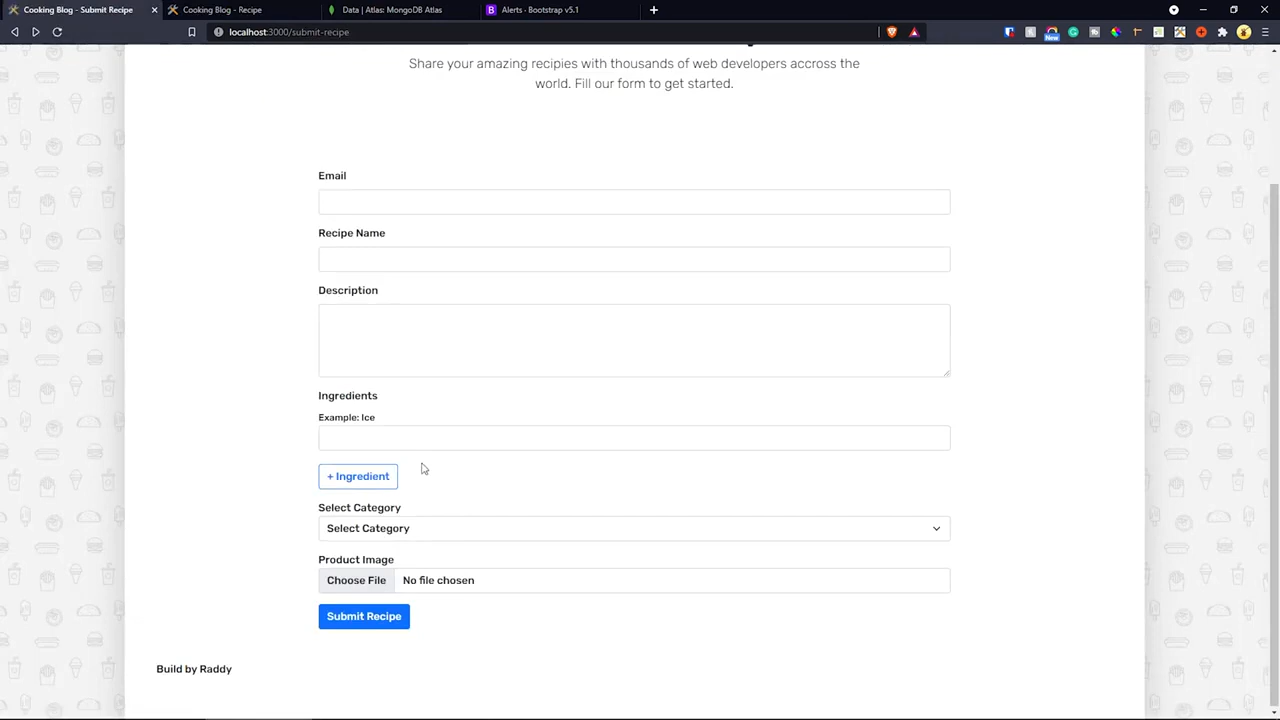 Cooking Blog - Submit Recipe
Cooking Blog - Recipe
Data | Atlas: MongoDB Atlas
B
Alerts · Bootstrap v5.1
localhost:3000/submit-recipe
New
Share your amazing recipies with thousands of web developers accross the
world. Fill our form to get started.
Email
Recipe Name
Description
Ingredients
Example: Ice
+ Ingredient
Select Category
Select Category
Product Image
Choose File No file chosen
Submit Recipe
Build by Raddy